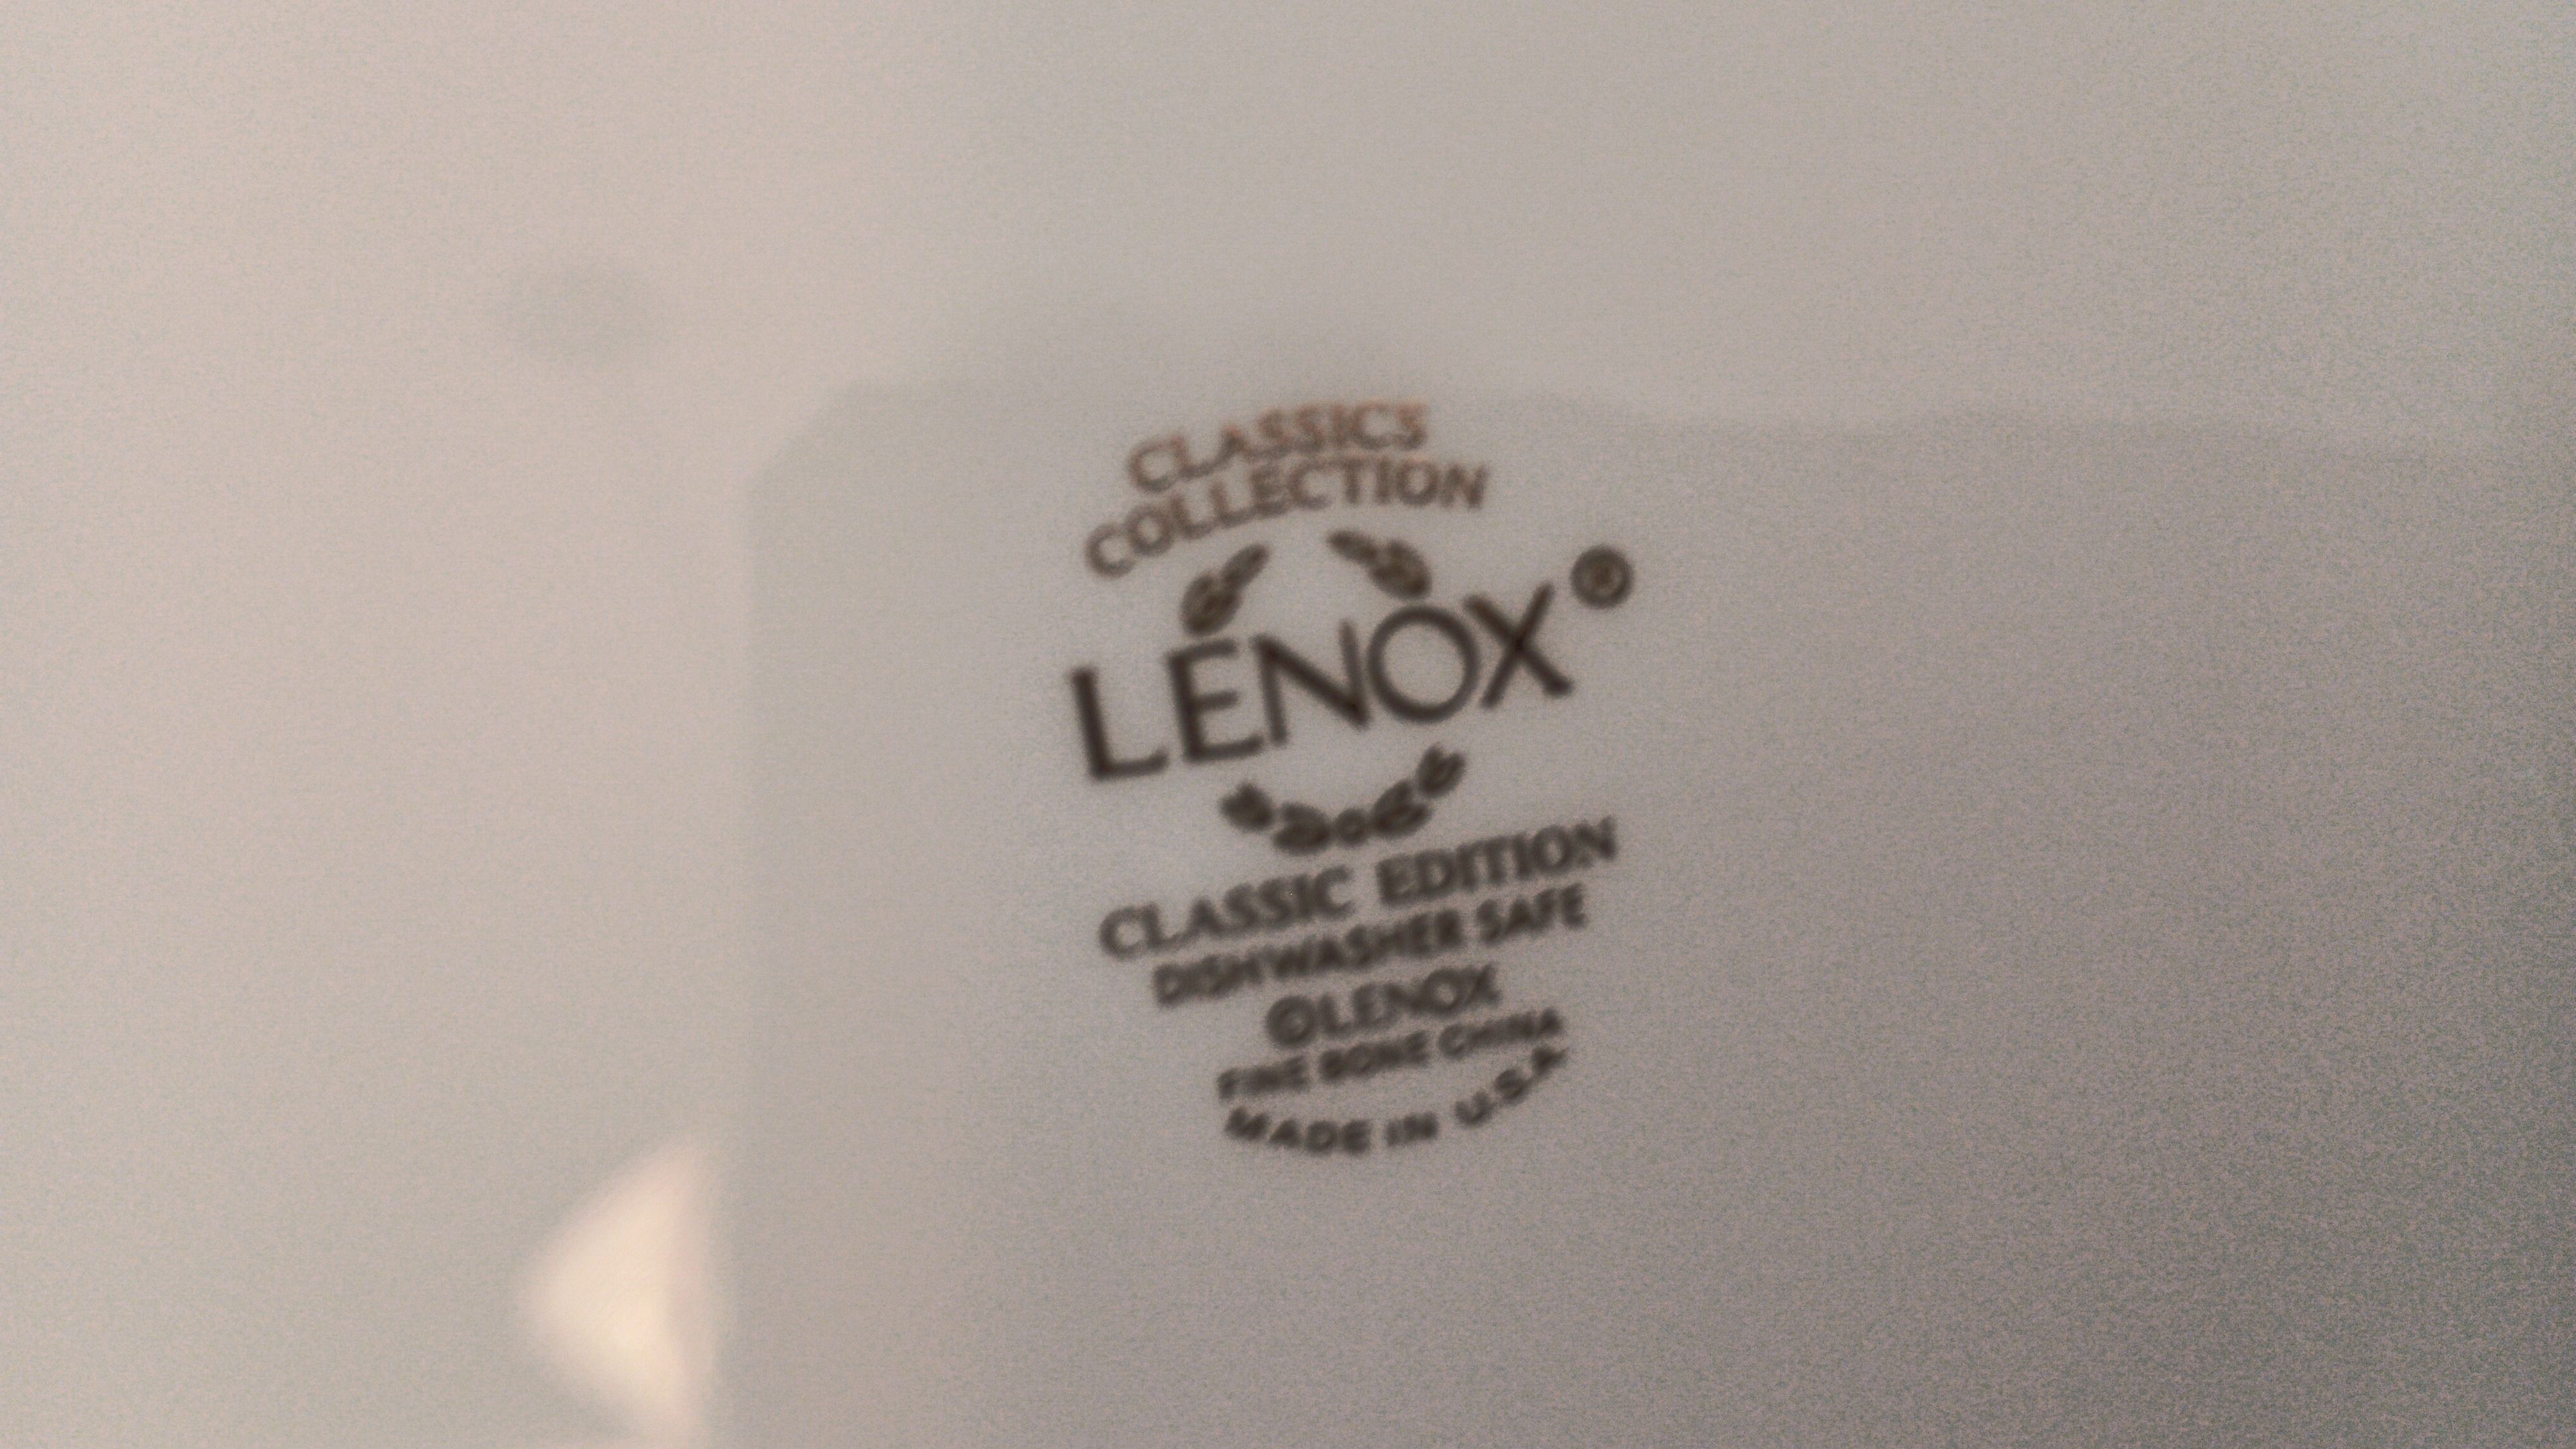 CLASSICS
COLLECTION
LENOX®
CLASSIC EDITION
DISHWASHER SAFE
©LENOX
FINE BONE CHINA
MADE IN U.S.A